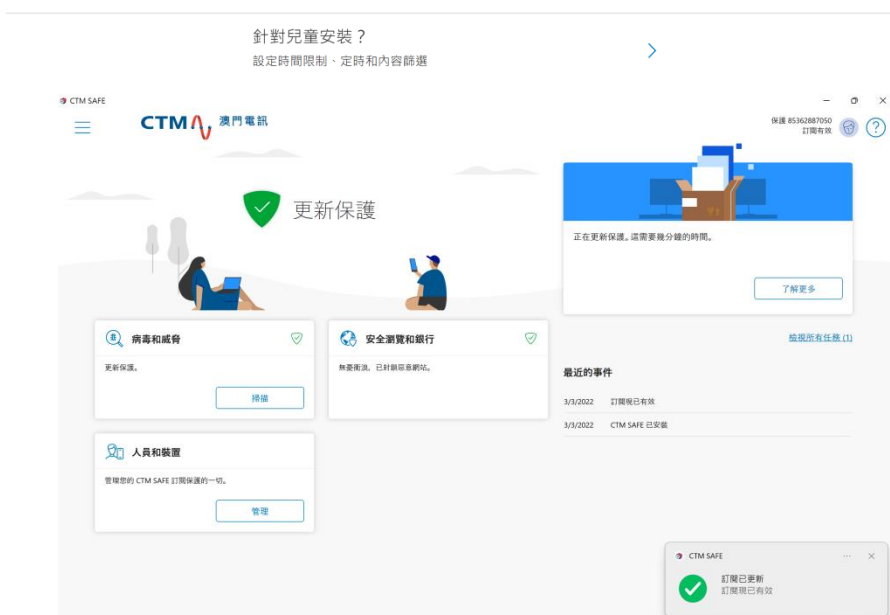 針對兒童安裝？
設定時間限制、定時和內容篩選
CTM SAFE
CTM 澳門電訊
保護 85362887050
訂閱有效
更新保護
正在更新保護。這需要幾分鐘的時間。
了解更多
病毒和威脅
更新保護。
掃描
安全瀏覽和銀行
無憂衝浪，已封鎖惡意網站。
檢視所有任務 (1)
最近的事件
3/3/2022 訂閱現已有效
3/3/2022 CTM SAFE 已安裝
人員和裝置
管理您的 CTM SAFE 訂閱保護的一切。
管理
CTM SAFE
訂閱已更新
訂閱現已有效